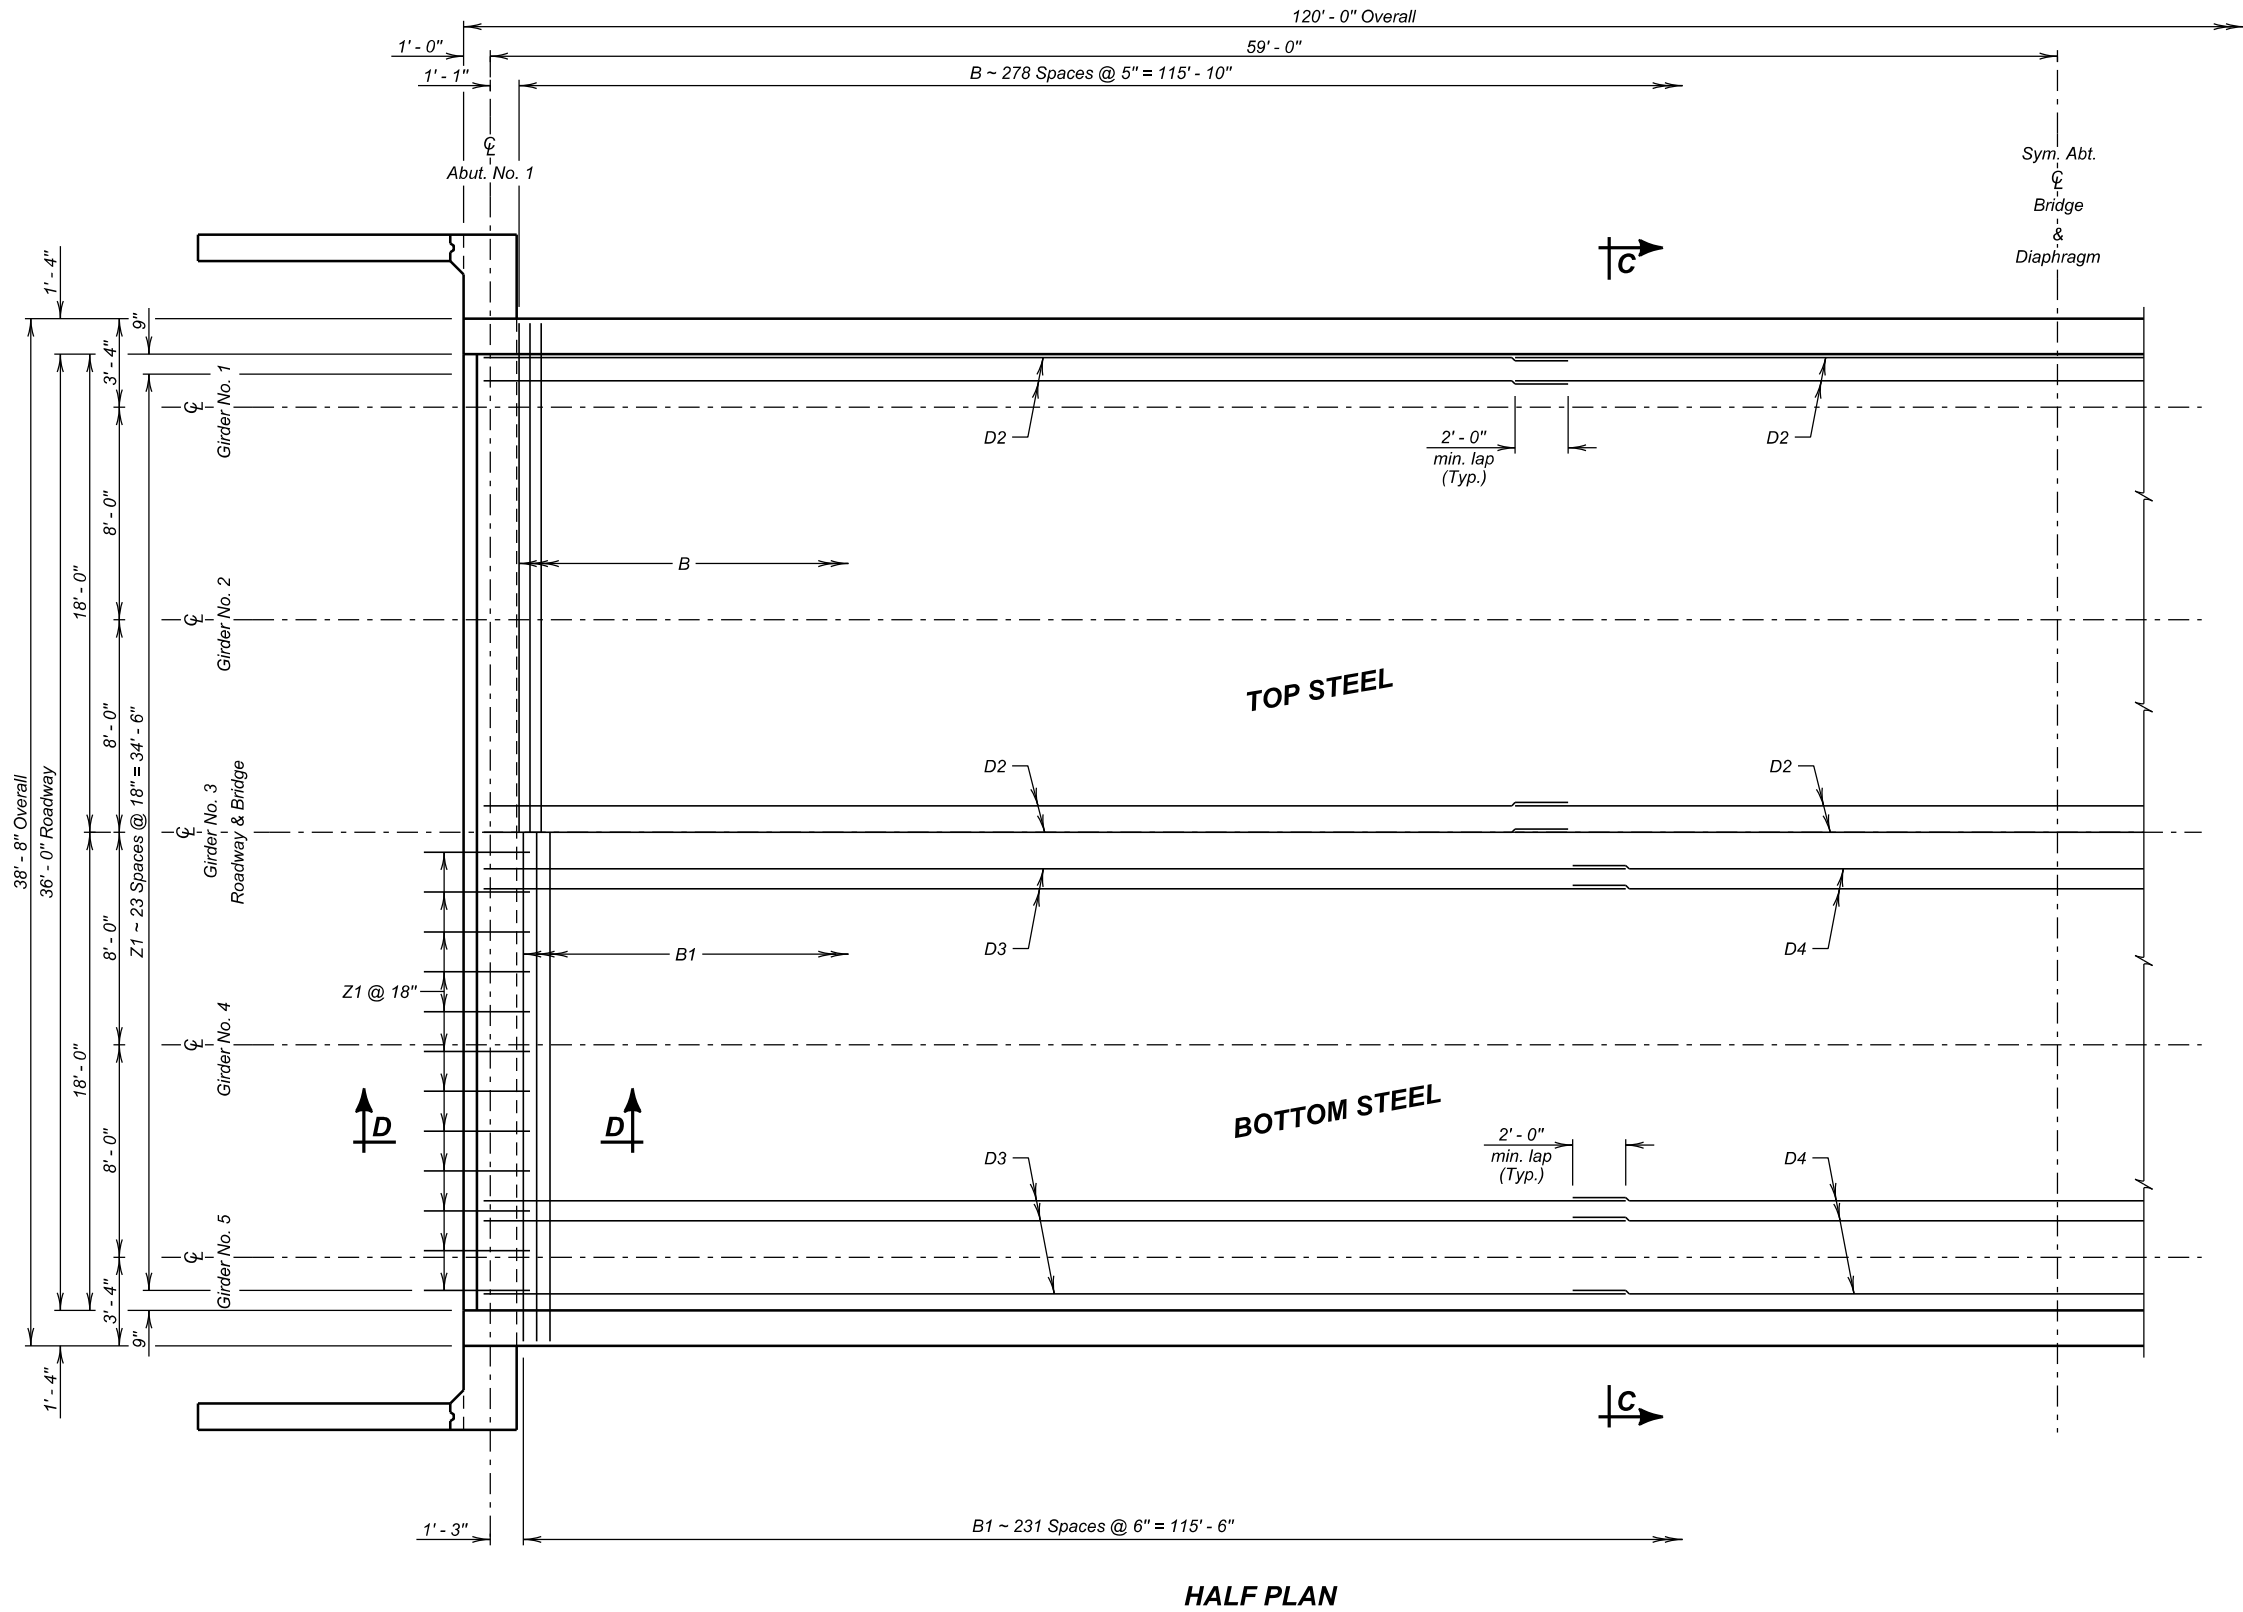 120' - 0" Overall
1' - 0"
59' - 0"
1' - 1"
B ~ 278 Spaces @ 5" = 115' - 10"
℄
Abut. No. 1
Sym. Abt.
℄
Bridge
&
Diaphragm
C
1' - 4"
9"
3' - 4"
℄
Girder No. 1
D2
2' - 0"
min. lap
(Typ.)
D2
8' - 0"
18' - 0"
B
℄
Girder No. 2
TOP STEEL
8' - 0"
Z1 ~ 23 Spaces @ 18" = 34' - 6"
38' - 8" Overall
36' - 0" Roadway
℄
Girder No. 3
Roadway & Bridge
D2
D2
D3
D4
8' - 0"
B1
Z1 @ 18"
℄
Girder No. 4
18' - 0"
D
D
BOTTOM STEEL
8' - 0"
2' - 0"
min. lap
(Typ.)
D3
D4
℄
Girder No. 5
3' - 4"
9"
1' - 4"
C
1' - 3"
B1 ~ 231 Spaces @ 6" = 115' - 6"
HALF PLAN